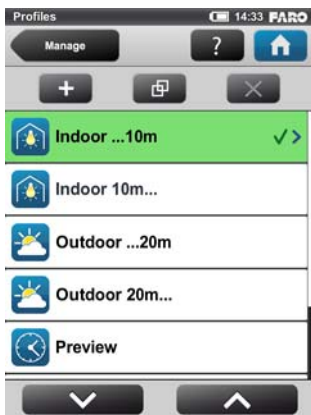 Profiles 14:33 FARO
Manage ?
Indoor ...10m
Indoor 10m...
Outdoor ...20m
Outdoor 20m...
Preview